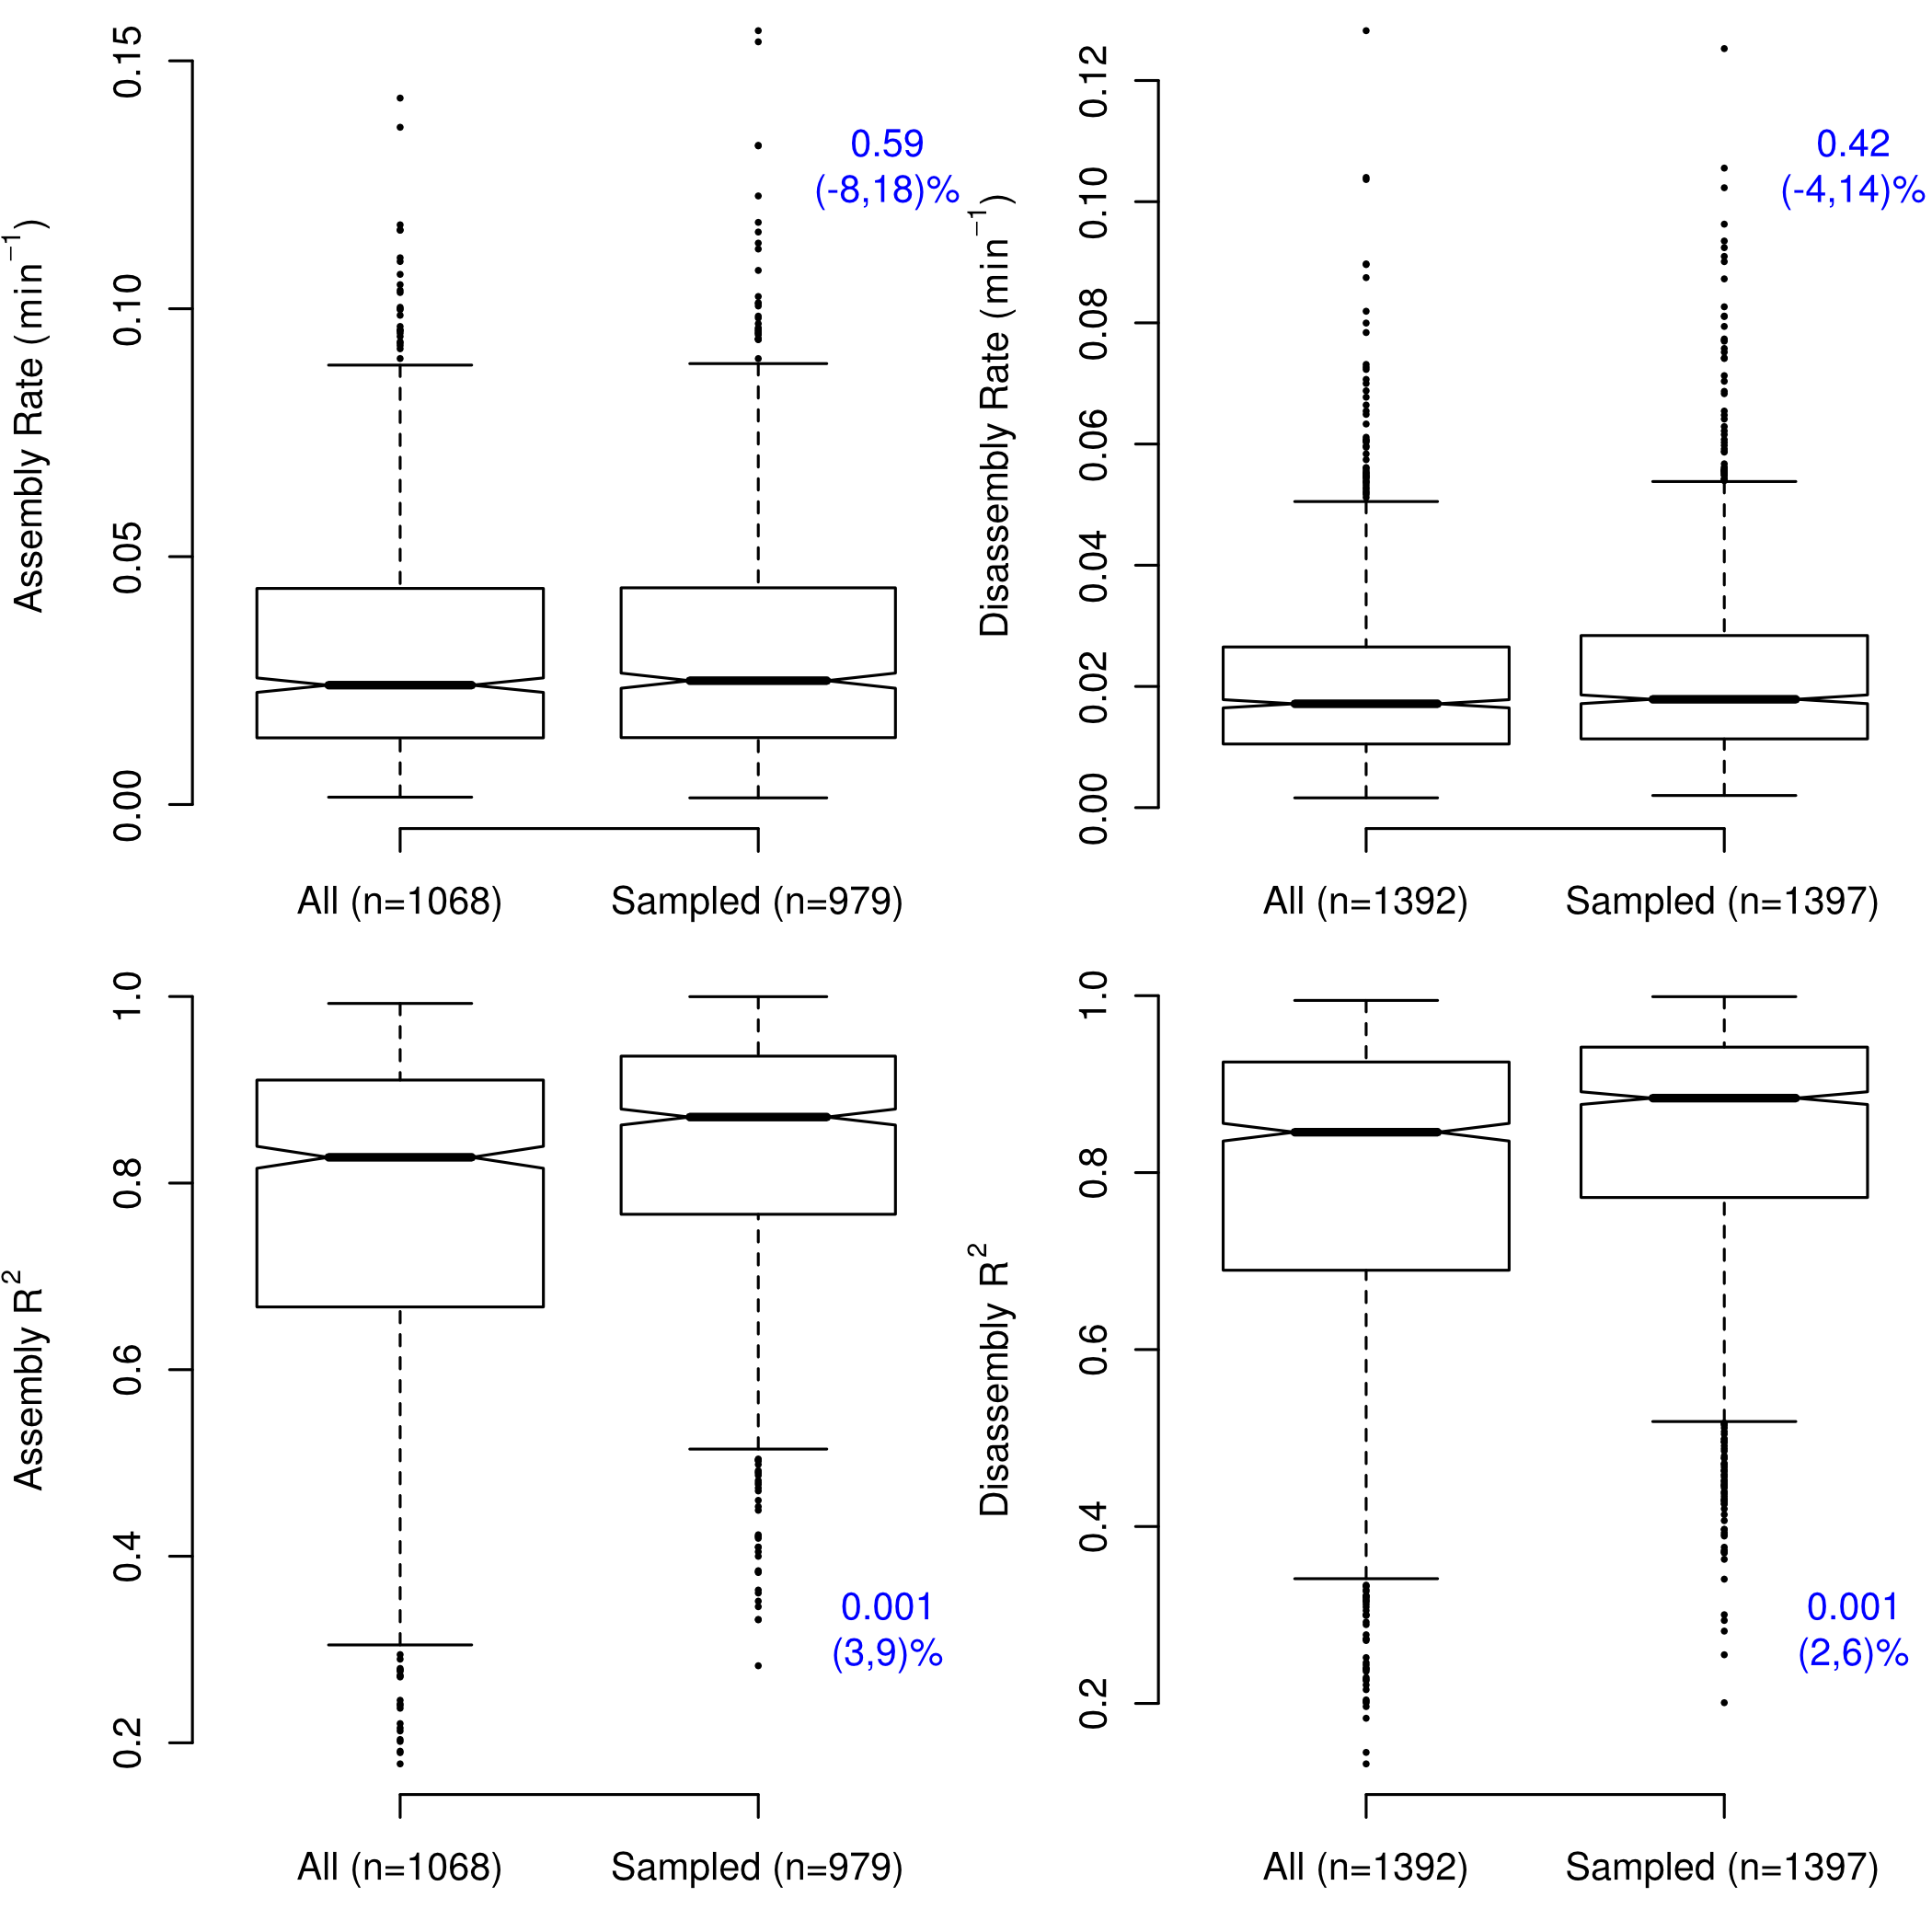 Assembly Rate (min⁻¹)
0.15
0.10
0.05
0.00
0.59
(-8,18)%
All (n=1068)
Sampled (n=979)
Disassembly Rate (min⁻¹)
0.12
0.10
0.08
0.06
0.04
0.02
0.00
0.42
(-4,14)%
All (n=1392)
Sampled (n=1397)
Assembly R²
1.0
0.8
0.6
0.4
0.2
0.001
(3,9)%
All (n=1068)
Sampled (n=979)
Disassembly R²
1.0
0.8
0.6
0.4
0.2
0.001
(2,6)%
All (n=1392)
Sampled (n=1397)